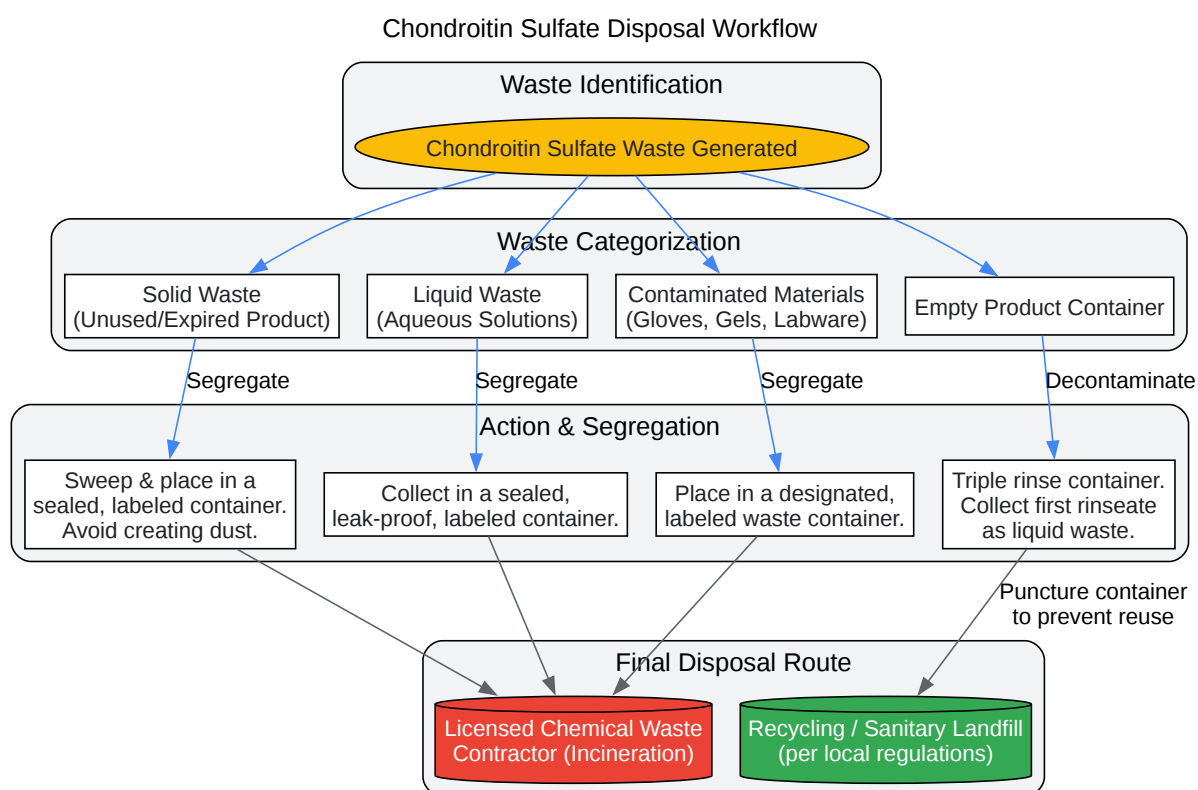 Chondroitin Sulfate Disposal Workflow
Waste Identification
Chondroitin Sulfate Waste Generated
Waste Categorization
Solid Waste
(Unused/Expired Product)
Liquid Waste
(Aqueous Solutions)
Contaminated Materials
(Gloves, Gels, Labware)
Empty Product Container
Segregate
Segregate
Segregate
Decontaminate
Action & Segregation
Sweep & place in a
sealed, labeled container.
Avoid creating dust.
Collect in a sealed,
leak-proof, labeled container.
Place in a designated,
labeled waste container.
Triple rinse container.
Collect first rinseate
as liquid waste.
Puncture container
to prevent reuse
Final Disposal Route
Licensed Chemical Waste
Contractor (Incineration)
Recycling / Sanitary Landfill
(per local regulations)